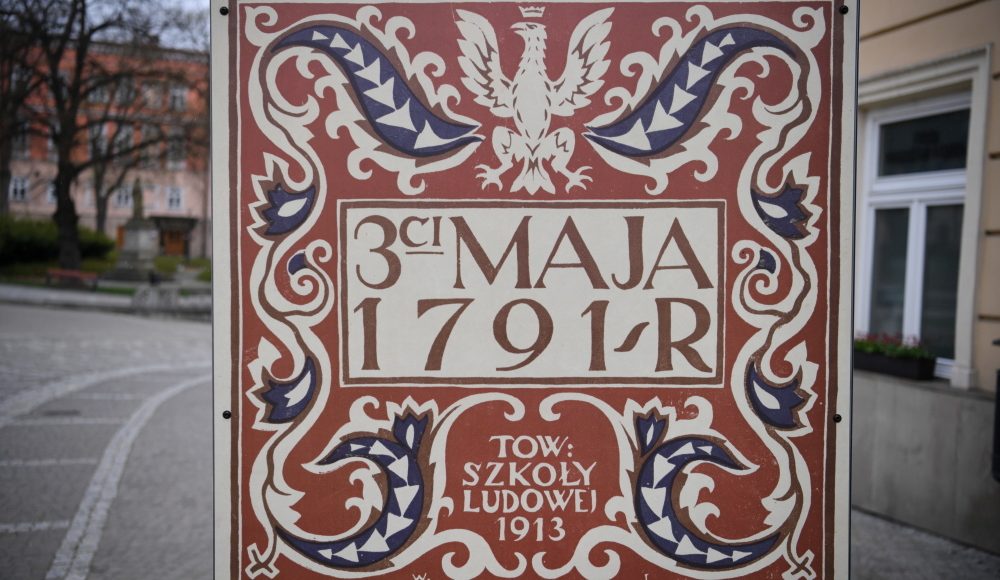 3CI MAJA
1791-R
TOW:
SZKOŁY
LUDOWEJ
1913